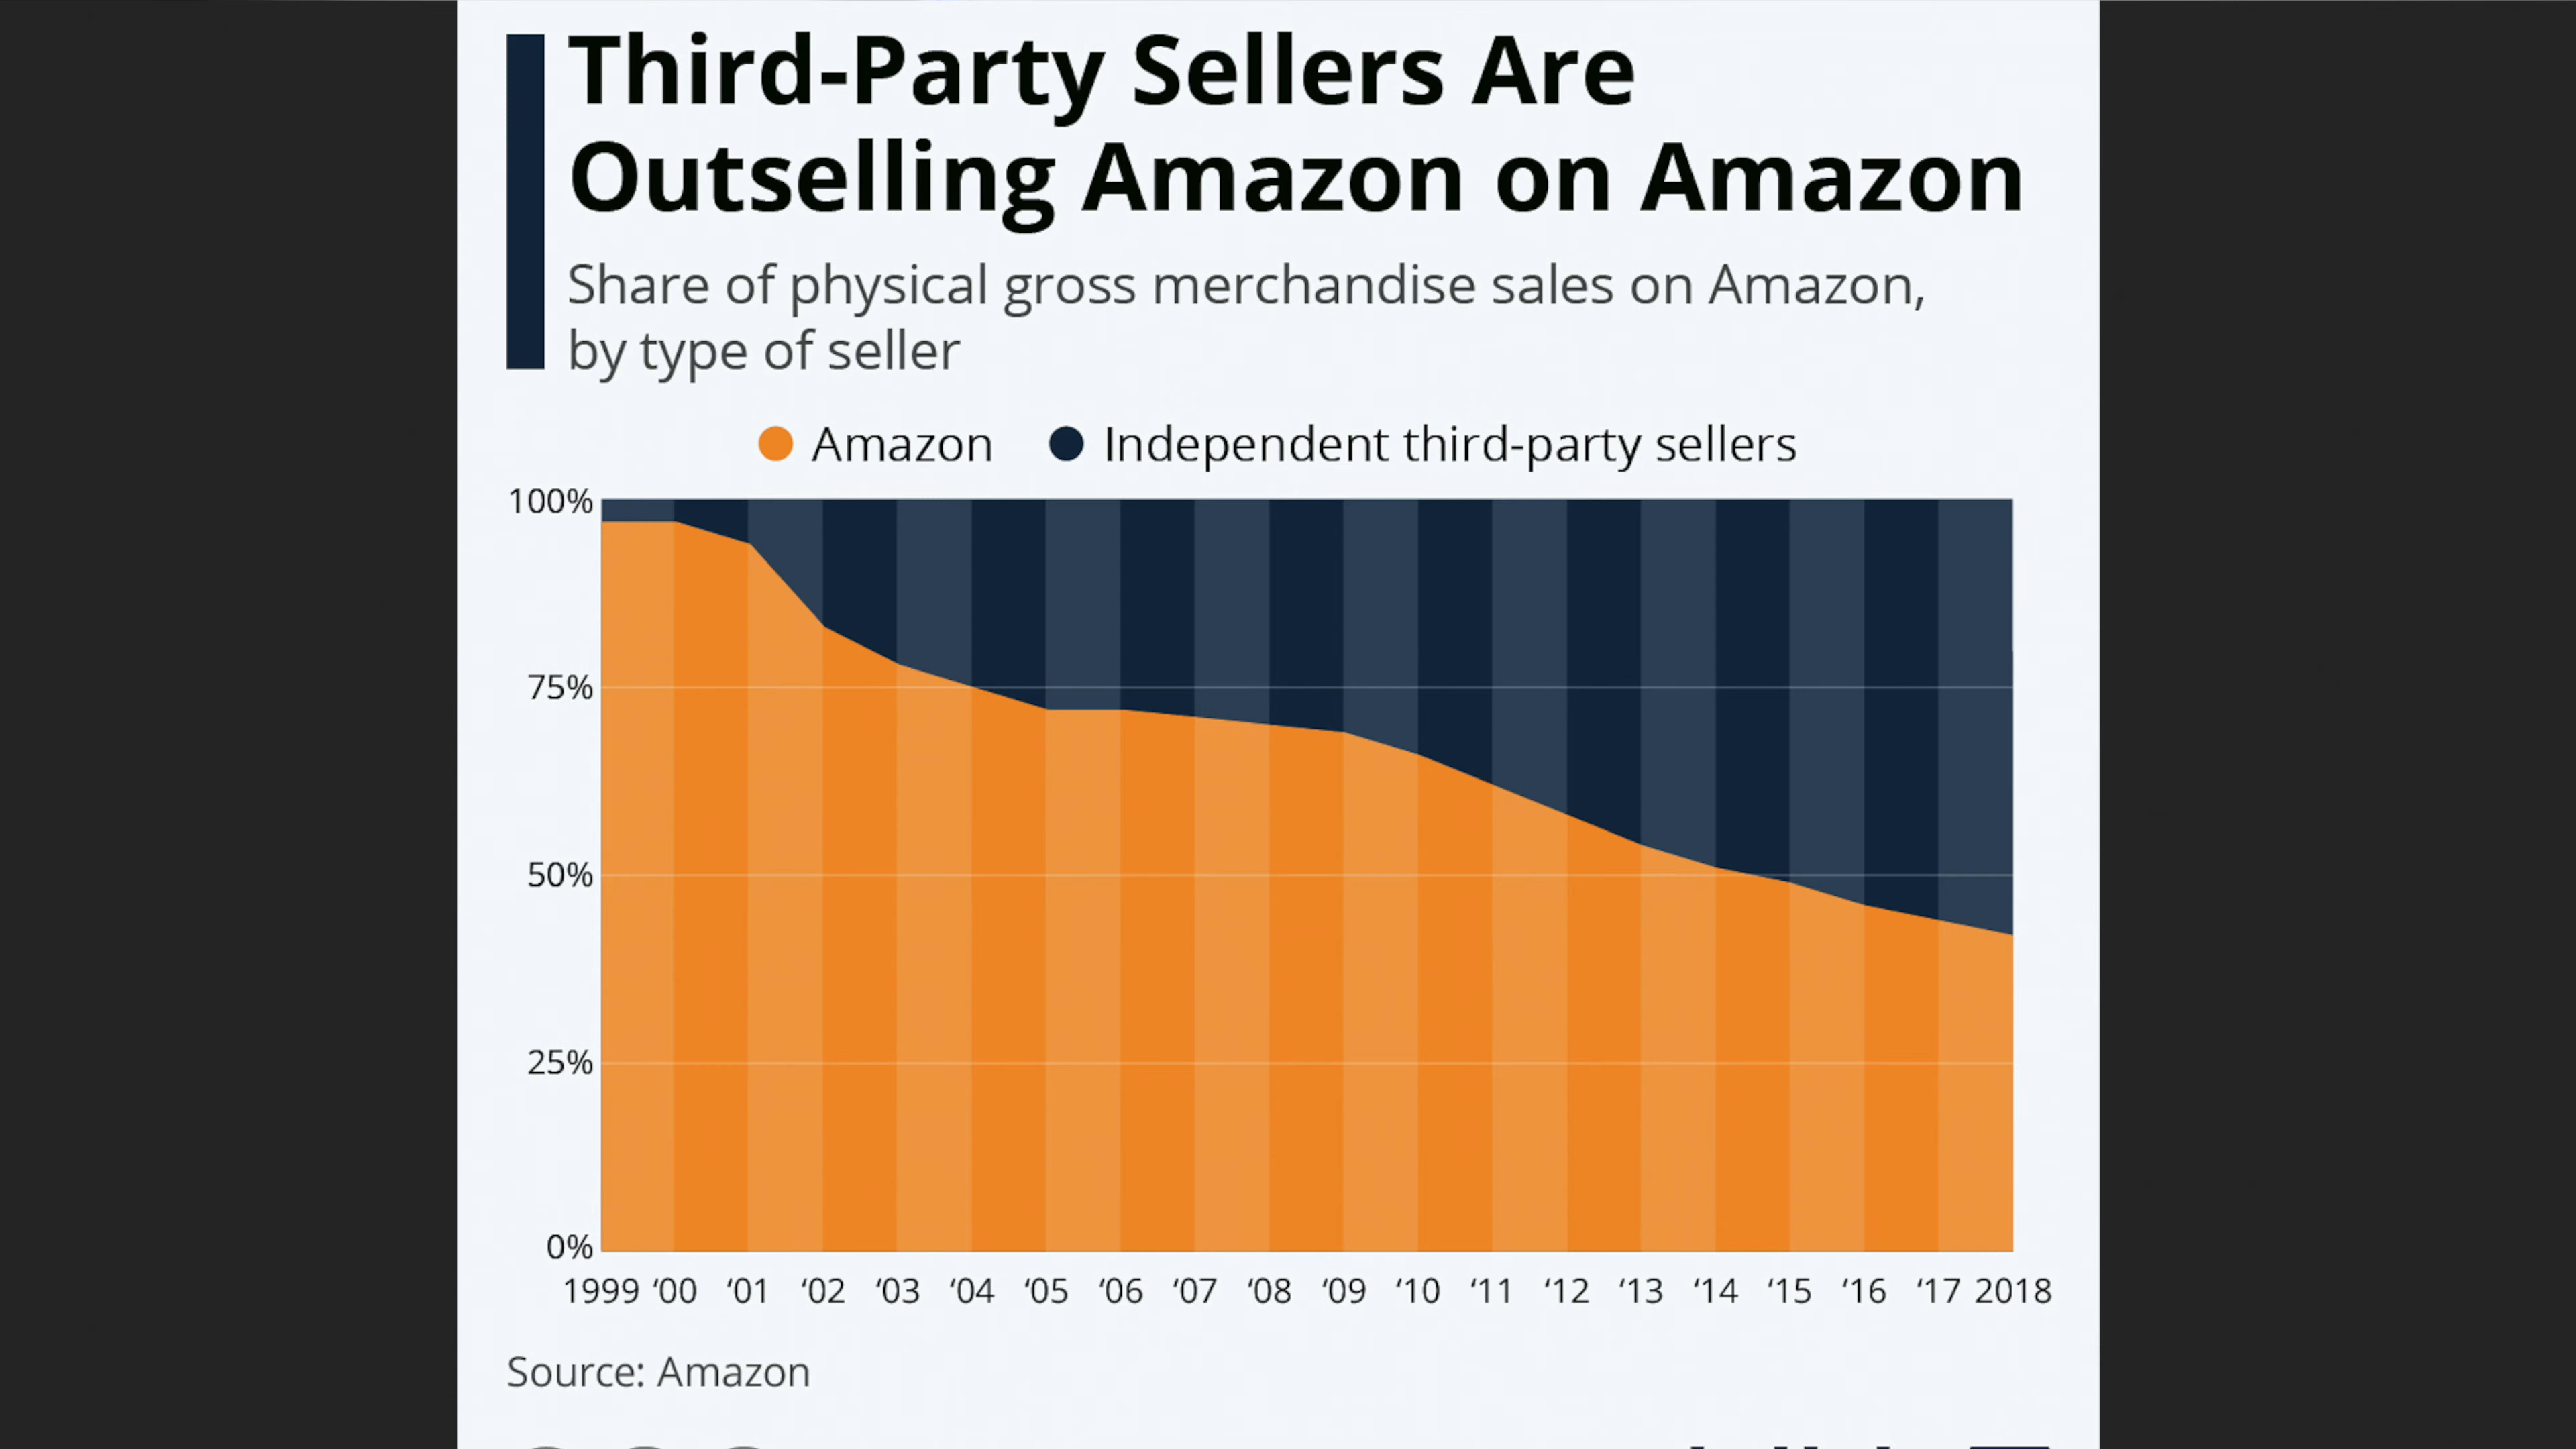 Third-Party Sellers Are
Outselling Amazon on Amazon
Share of physical gross merchandise sales on Amazon,
by type of seller
Amazon Independent third-party sellers
100%
75%
50%
25%
0%
1999 ‘00 ‘01 ‘02 ‘03 ‘04 ‘05 ‘06 ‘07 ‘08 ‘09 ‘10 ‘11 ‘12 ‘13 ‘14 ‘15 ‘16 ‘17 2018
Source: Amazon